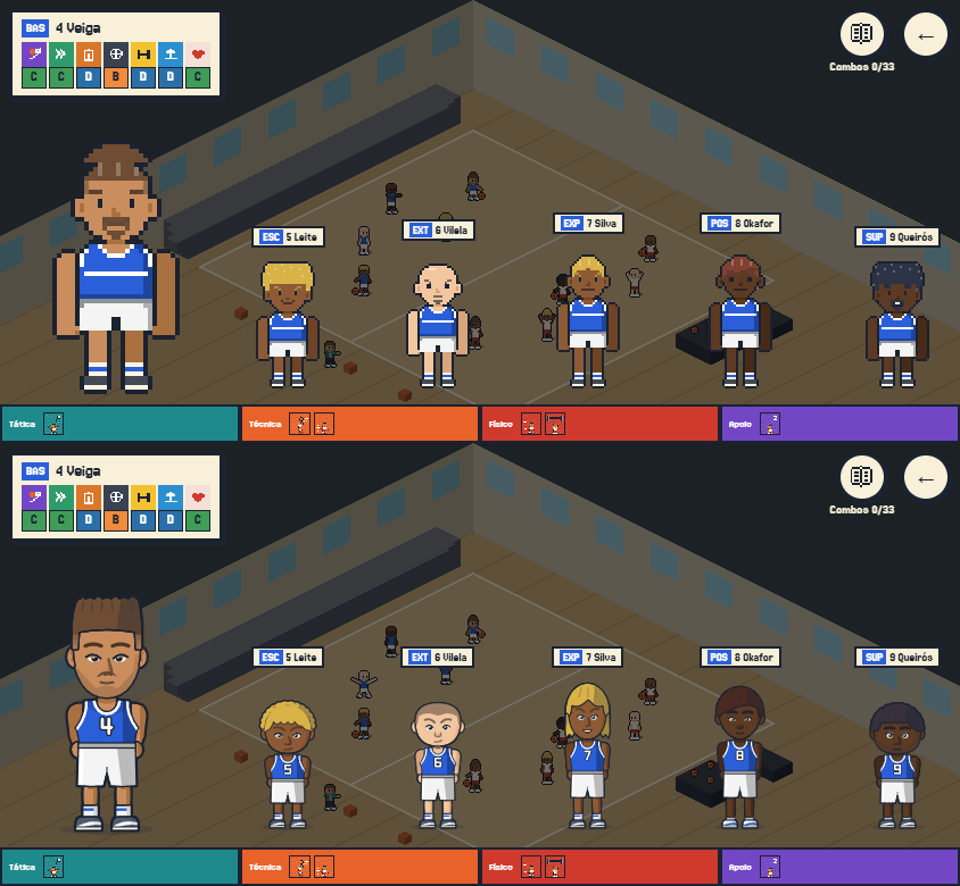 BAS 4 Veiga
C C D B D D C
Combos 0/33
ESC 5 Leite
EXT 6 Vilela
EXP 7 Silva
POS 8 Okafor
SUP 9 Queirós
Tática
Técnica
Físico
Apoio
2
BAS 4 Veiga
C C D B D D C
Combos 0/33
ESC 5 Leite
EXT 6 Vilela
EXP 7 Silva
POS 8 Okafor
SUP 9 Queirós
4
5
6
7
8
9
Tática
Técnica
Físico
Apoio
2